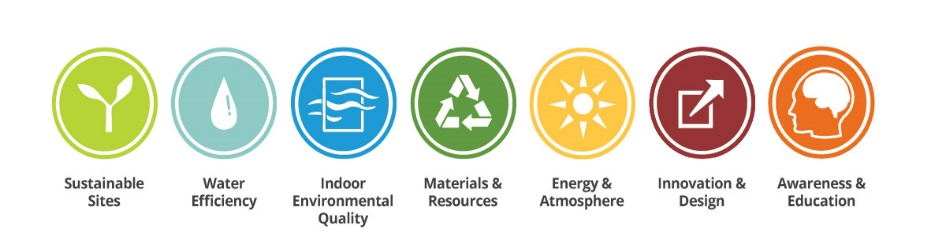 Sustainable
Sites
Water
Efficiency
Indoor
Environmental
Quality
Materials &
Resources
Energy &
Atmosphere
Innovation &
Design
Awareness &
Education